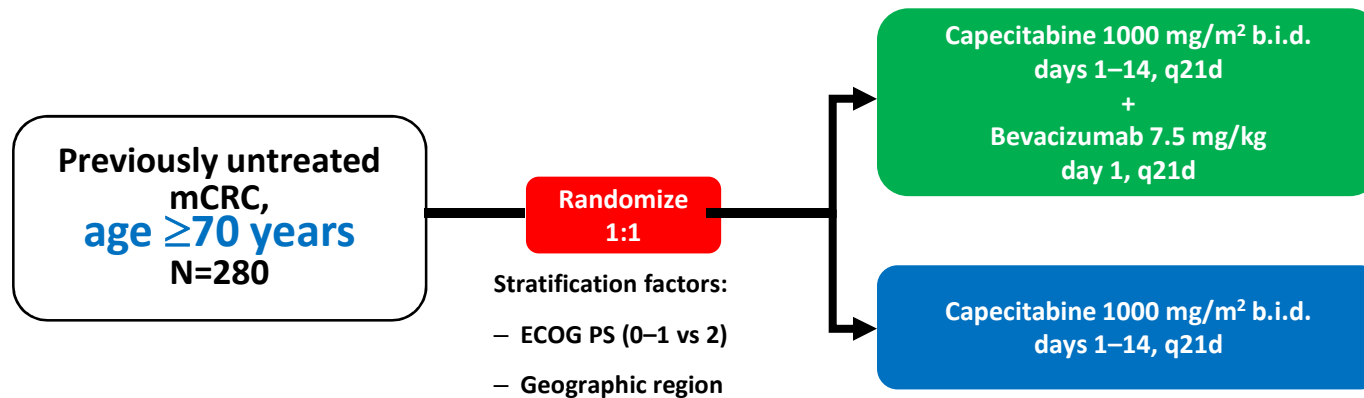 Previously untreated
mCRC,
age ≥70 years
N=280
Randomize
1:1
Stratification factors:
– ECOG PS (0–1 vs 2)
– Geographic region
Capecitabine 1000 mg/m² b.i.d.
days 1–14, q21d
+
Bevacizumab 7.5 mg/kg
day 1, q21d
Capecitabine 1000 mg/m² b.i.d.
days 1–14, q21d